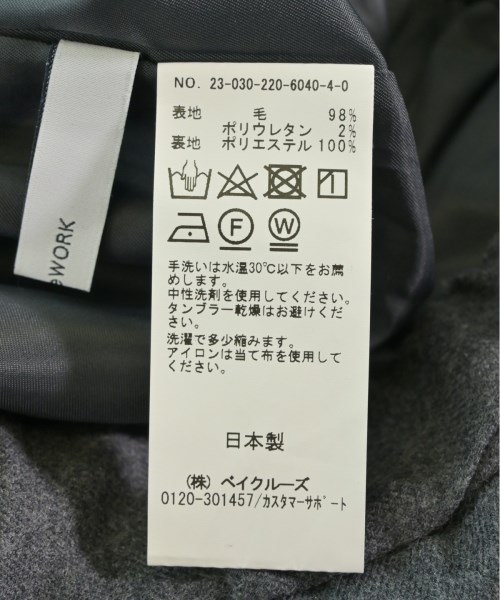 NO. 23-030-220-6040-4-0
表地 毛 98%
ポリウレタン 2%
裏地 ポリエステル 100%
F W
手洗いは水温30℃以下をお薦
めします。
中性洗剤を使用してください。
タンブラー乾燥はお避けくださ
い。
洗濯で多少縮みます。
アイロンは当て布を使用して
ください。
日本製
(株) ベイクルーズ
0120-301457/カスタマーサポート
WORK